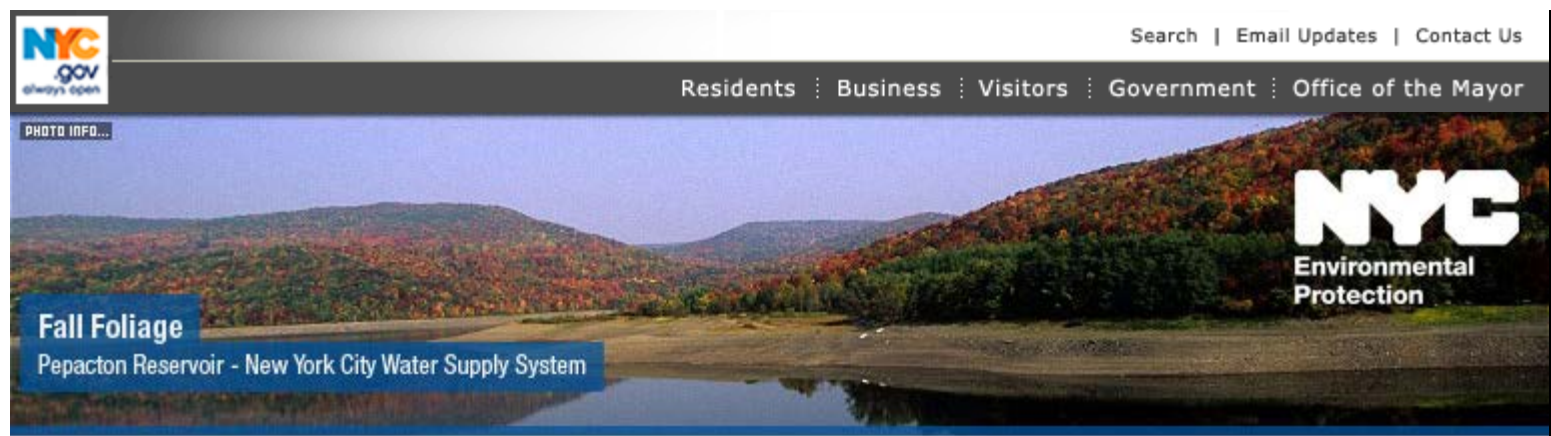 NYC
.gov
always open
Search | Email Updates | Contact Us
Residents Business Visitors Government Office of the Mayor
PHOTO INFO...
NYC
Environmental
Protection
Fall Foliage
Pepacton Reservoir - New York City Water Supply System